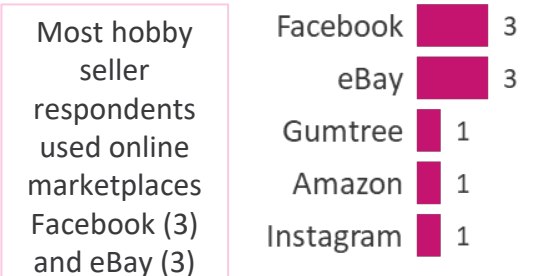 Most hobby
seller
respondents
used online
marketplaces
Facebook (3)
and eBay (3)
Facebook 3
eBay 3
Gumtree 1
Amazon 1
Instagram 1